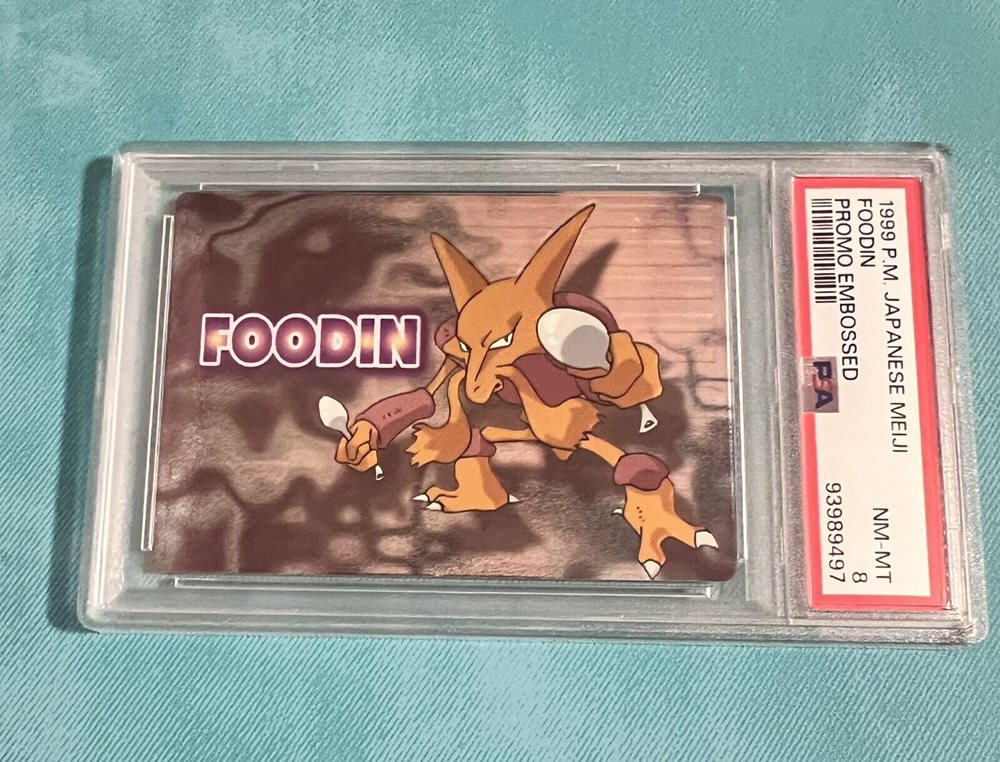 FOODIN
1999 P.M. JAPANESE MEIJI
FOODIN
NM-MT
8
PROMO EMBOSSED
93989497
PSA